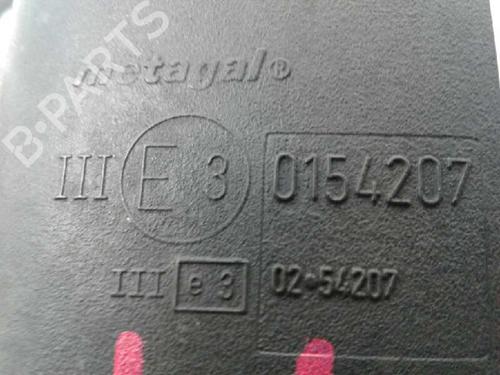 B-PARTS
metagal®
III E 3 0154207
III e 3 02*54207